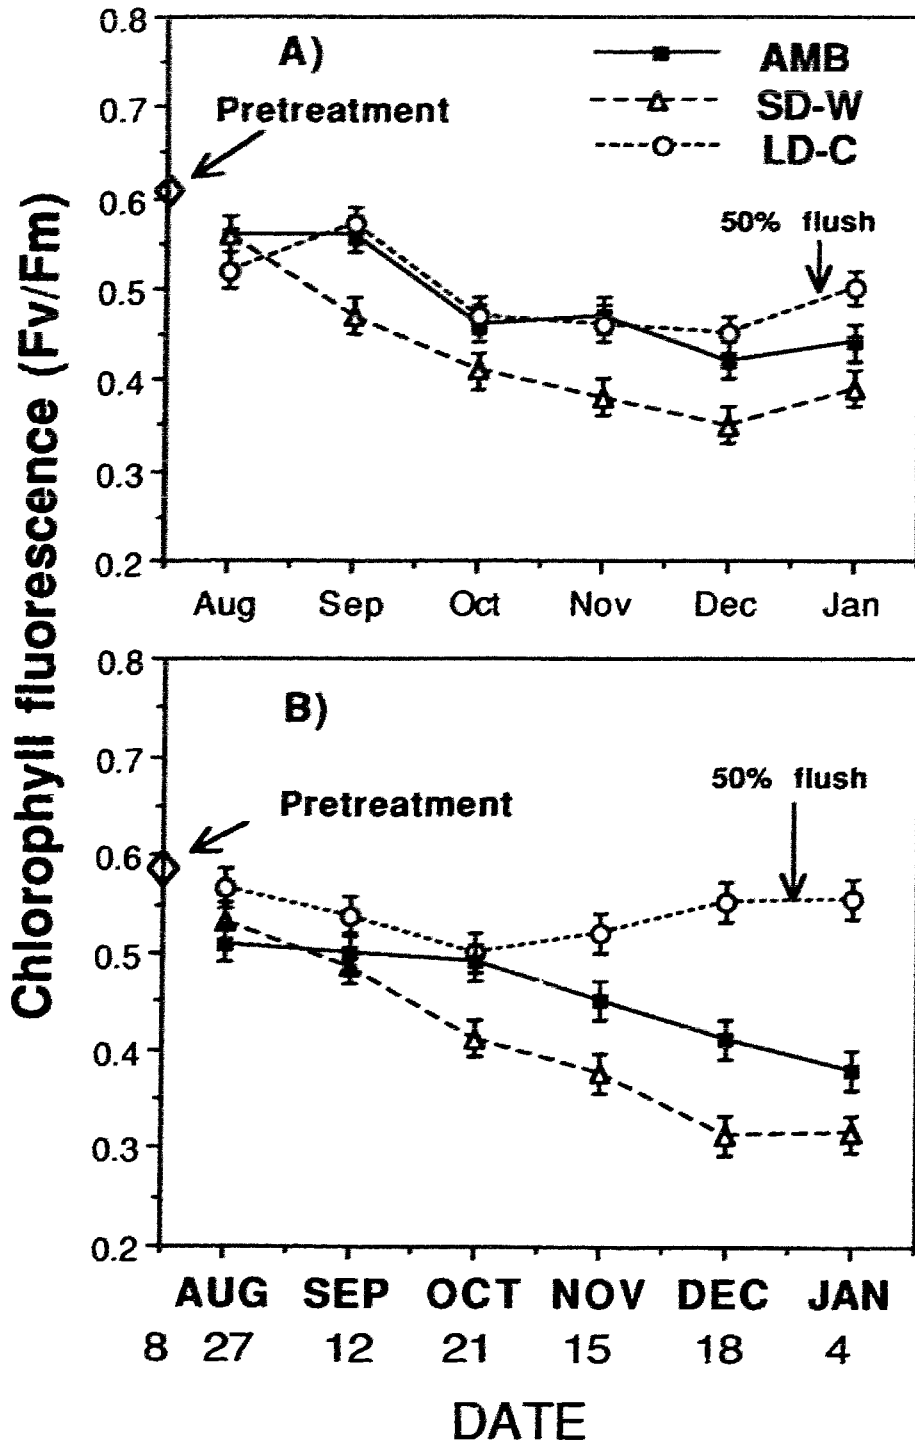 0.8
A)
AMB
SD-W
LD-C
0.7
Pretreatment
0.6
50% flush
0.5
0.4
0.3
0.2
Aug Sep Oct Nov Dec Jan
Chlorophyll fluorescence (Fv/Fm)
0.8
B)
0.7
50% flush
Pretreatment
0.6
0.5
0.4
0.3
0.2
AUG SEP OCT NOV DEC JAN
8 27 12 21 15 18 4
DATE